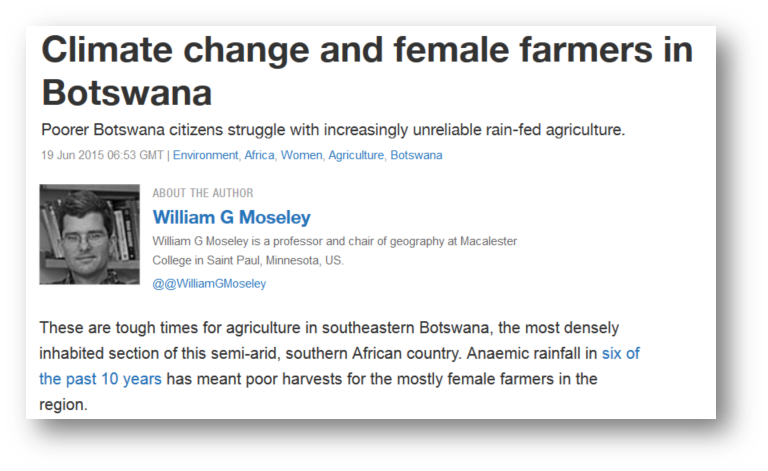 Climate change and female farmers in
Botswana
Poorer Botswana citizens struggle with increasingly unreliable rain-fed agriculture.
19 Jun 2015 06:53 GMT | Environment, Africa, Women, Agriculture, Botswana
ABOUT THE AUTHOR
William G Moseley
William G Moseley is a professor and chair of geography at Macalester
College in Saint Paul, Minnesota, US.
@@WilliamGMoseley
These are tough times for agriculture in southeastern Botswana, the most densely
inhabited section of this semi-arid, southern African country. Anaemic rainfall in six of
the past 10 years has meant poor harvests for the mostly female farmers in the
region.